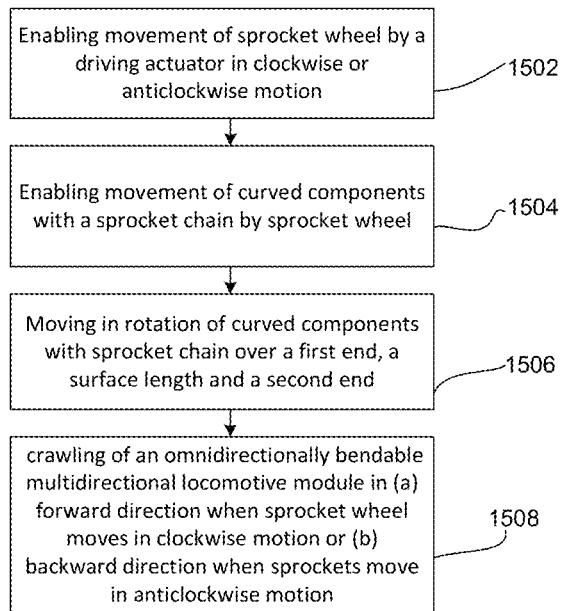 Enabling movement of sprocket wheel by a
driving actuator in clockwise or
anticlockwise motion
1502
Enabling movement of curved components
with a sprocket chain by sprocket wheel
1504
Moving in rotation of curved components
with sprocket chain over a first end, a
surface length and a second end
1506
crawling of an omnidirectionally bendable
multidirectional locomotive module in (a)
forward direction when sprocket wheel
moves in clockwise motion or (b)
backward direction when sprockets move
in anticlockwise motion
1508